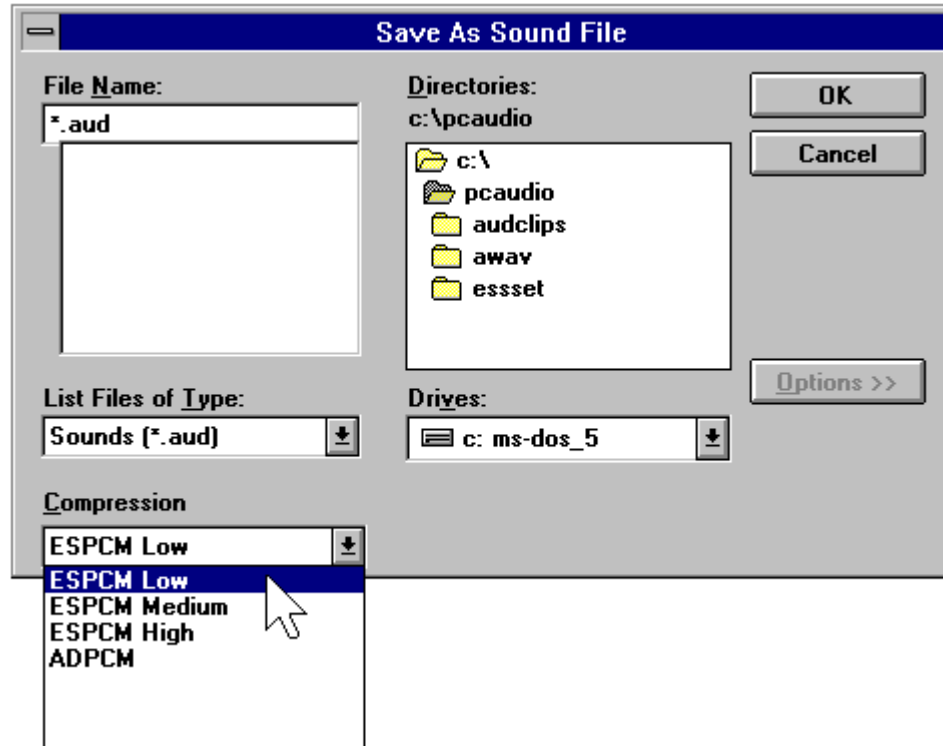 Save As Sound File
File Name:
*.aud
Directories:
c:\pcaudio
c:\
pcaudio
audclips
awav
essset
OK
Cancel
Options >>
List Files of Type:
Sounds (*.aud)
Drives:
c: ms-dos_5
Compression
ESPCM Low
ESPCM Low
ESPCM Medium
ESPCM High
ADPCM